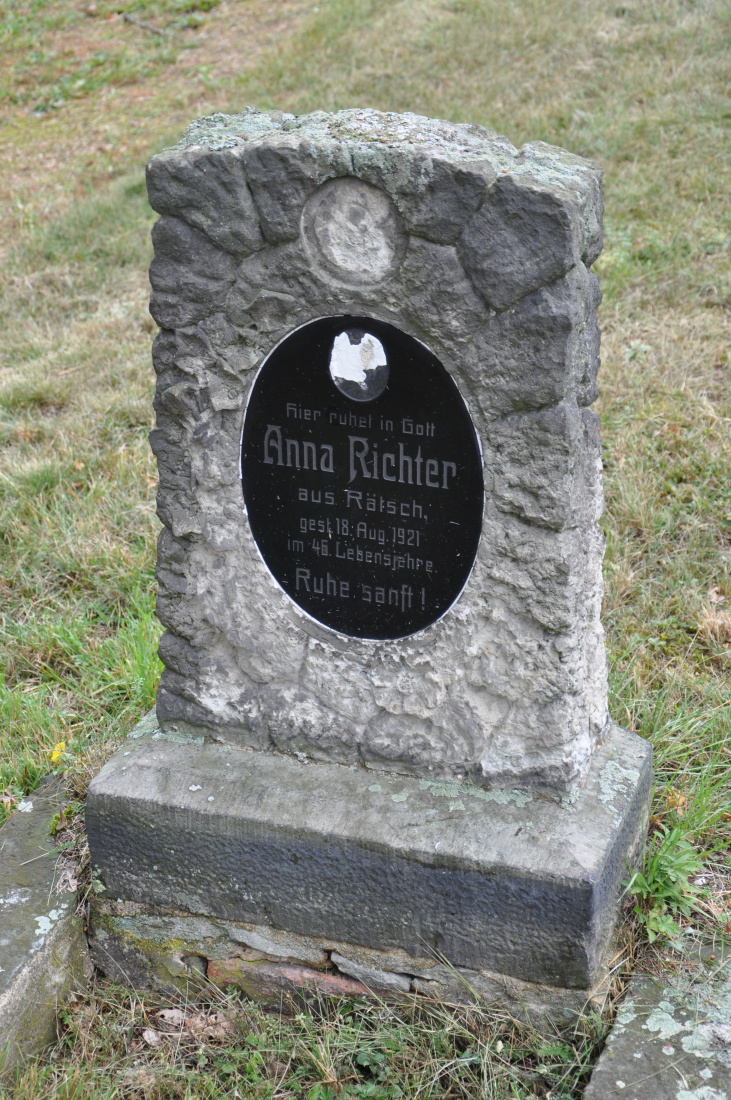 Hier ruhet in Gott
Anna Richter
aus Rätsch,
gest. 18. Aug. 1921
im 46. Lebensjahre.
Ruhe sanft!